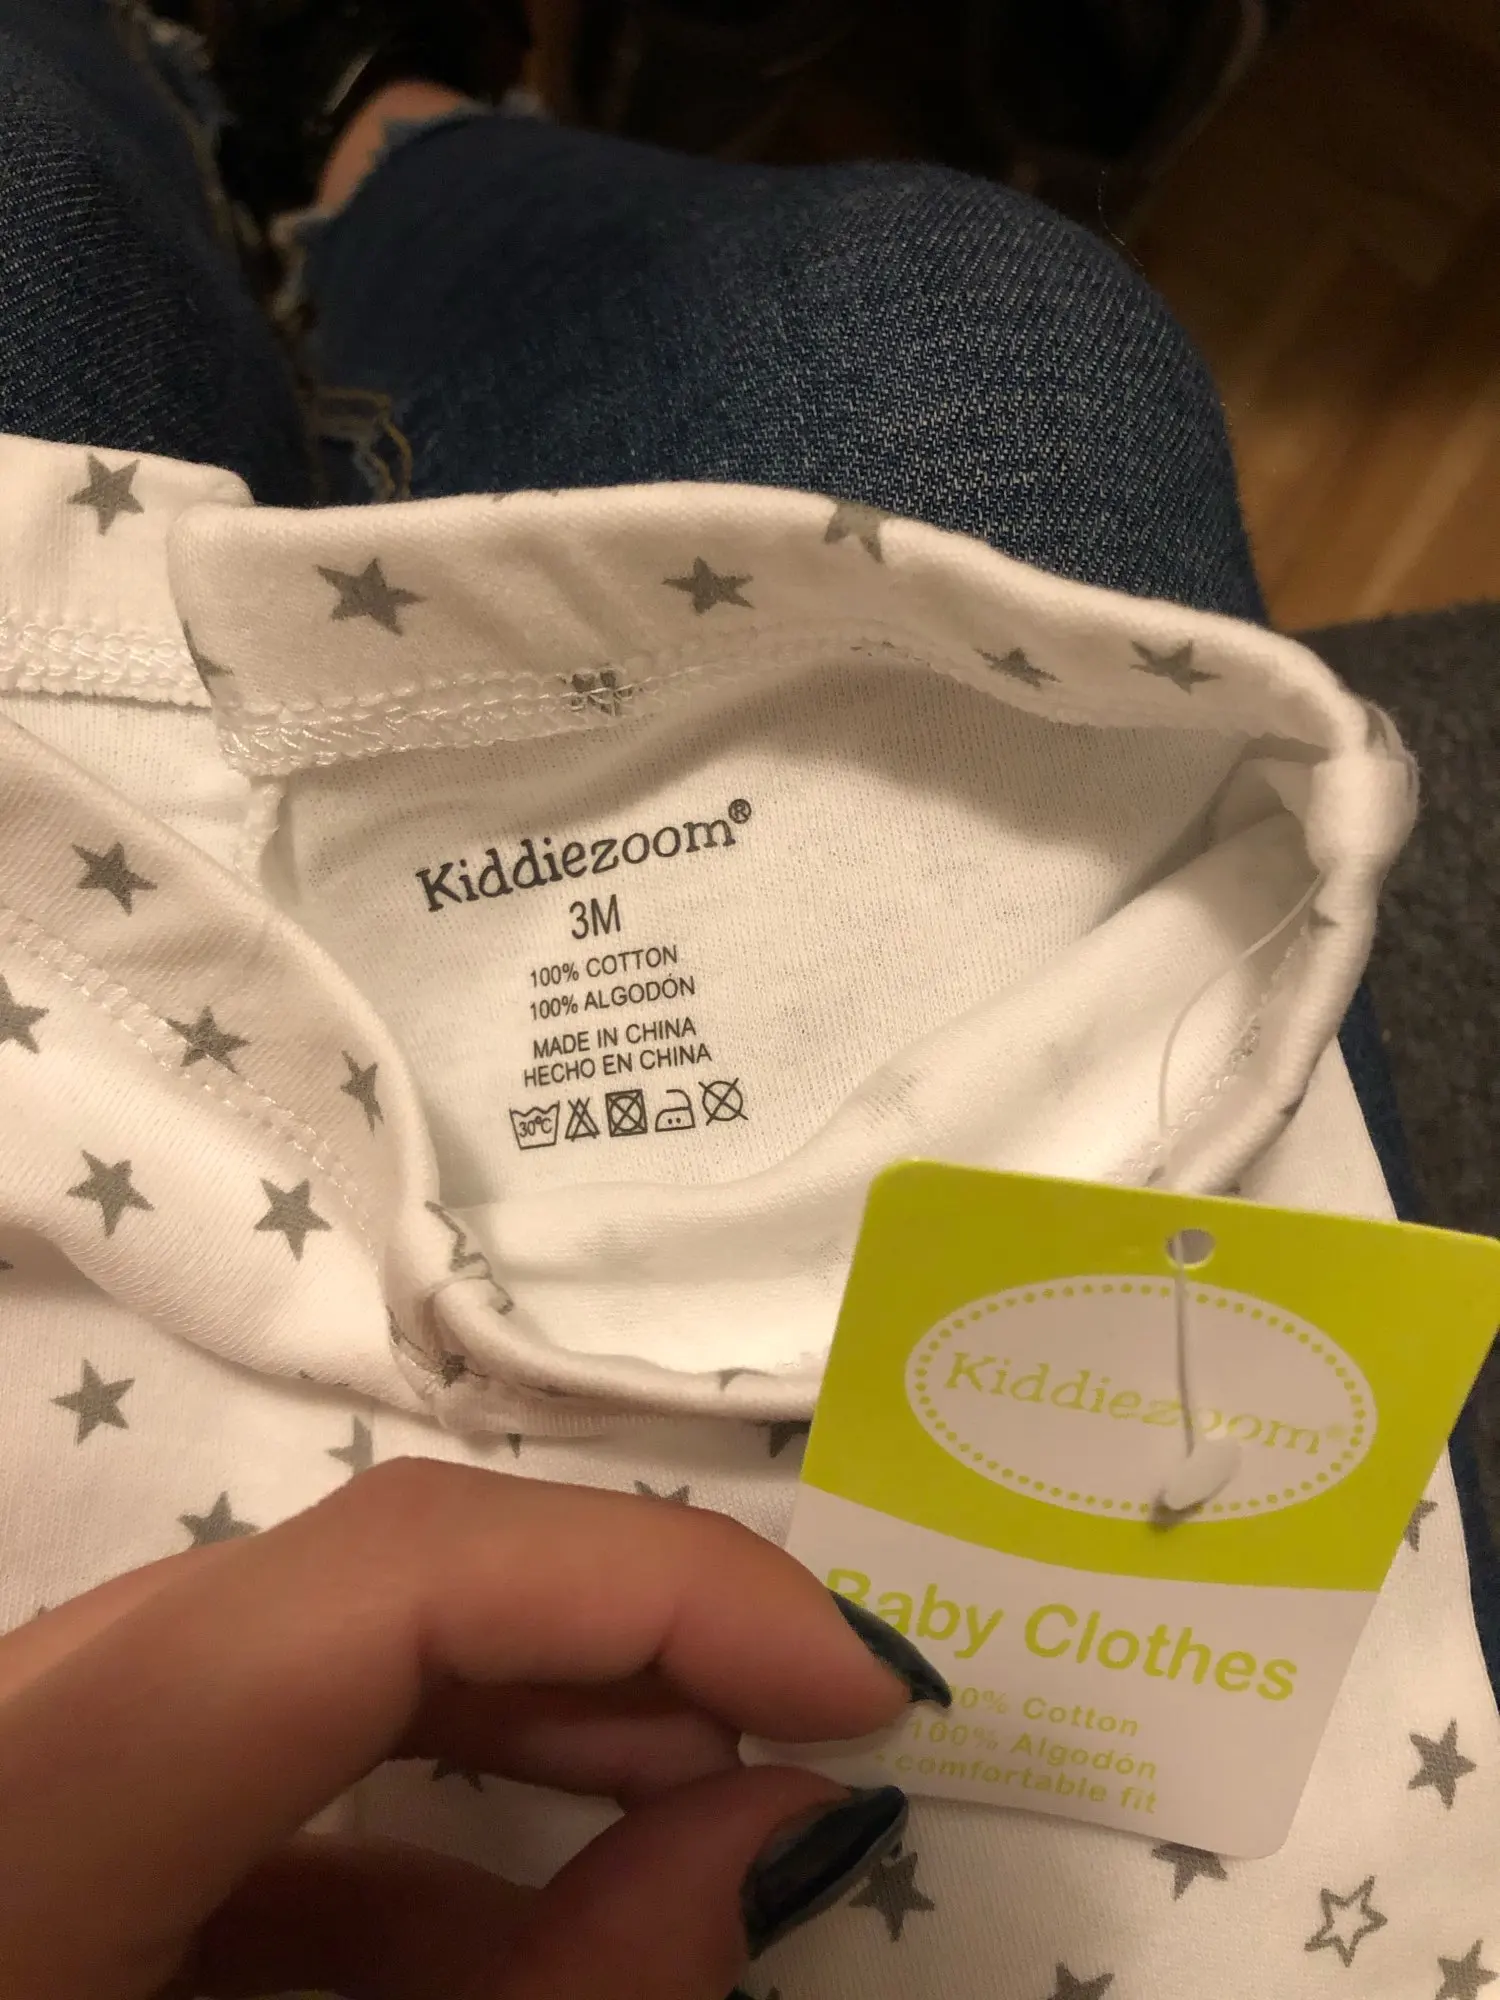 Kiddiezoom®
3M
100% COTTON
100% ALGODÓN
MADE IN CHINA
HECHO EN CHINA
30°C
Kiddiezoom®
Baby Clothes
00% Cotton
100% Algodón
comfortable fit